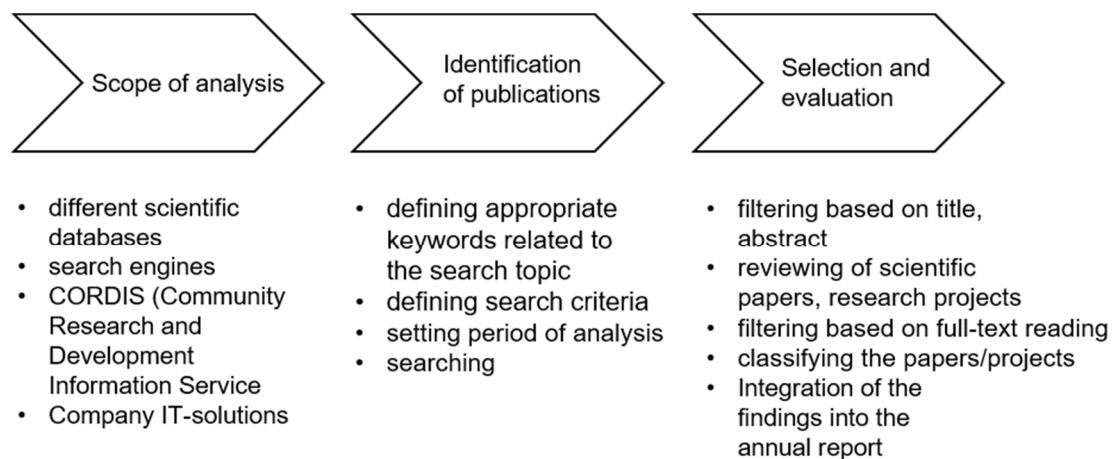 Scope of analysis
Identification
of publications
Selection and
evaluation
• different scientific
databases
• search engines
• CORDIS (Community
Research and
Development
Information Service
• Company IT-solutions
• defining appropriate
keywords related to
the search topic
• defining search criteria
• setting period of analysis
• searching
• filtering based on title,
abstract
• reviewing of scientific
papers, research projects
• filtering based on full-text reading
• classifying the papers/projects
• Integration of the
findings into the
annual report